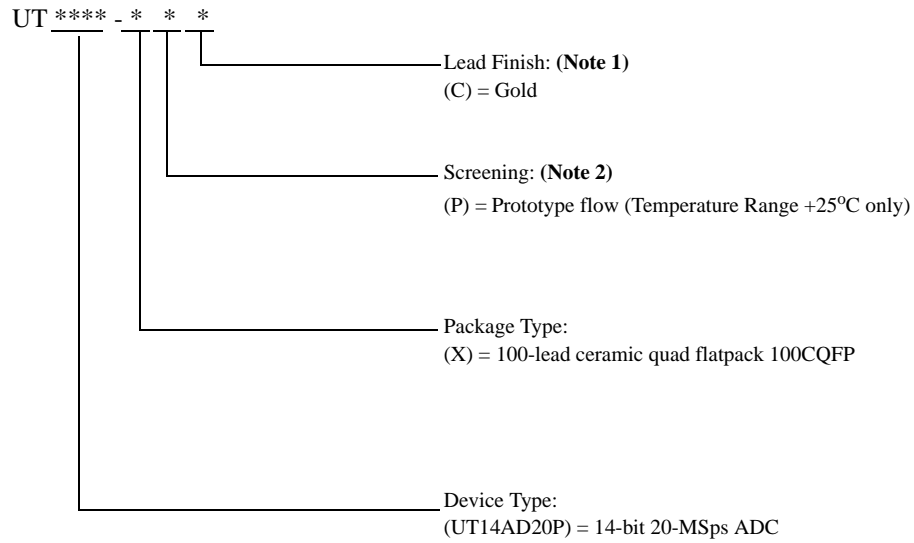 UT **** - * * *
Lead Finish: (Note 1)
(C) = Gold
Screening: (Note 2)
(P) = Prototype flow (Temperature Range +25°C only)
Package Type:
(X) = 100-lead ceramic quad flatpack 100CQFP
Device Type:
(UT14AD20P) = 14-bit 20-MSps ADC